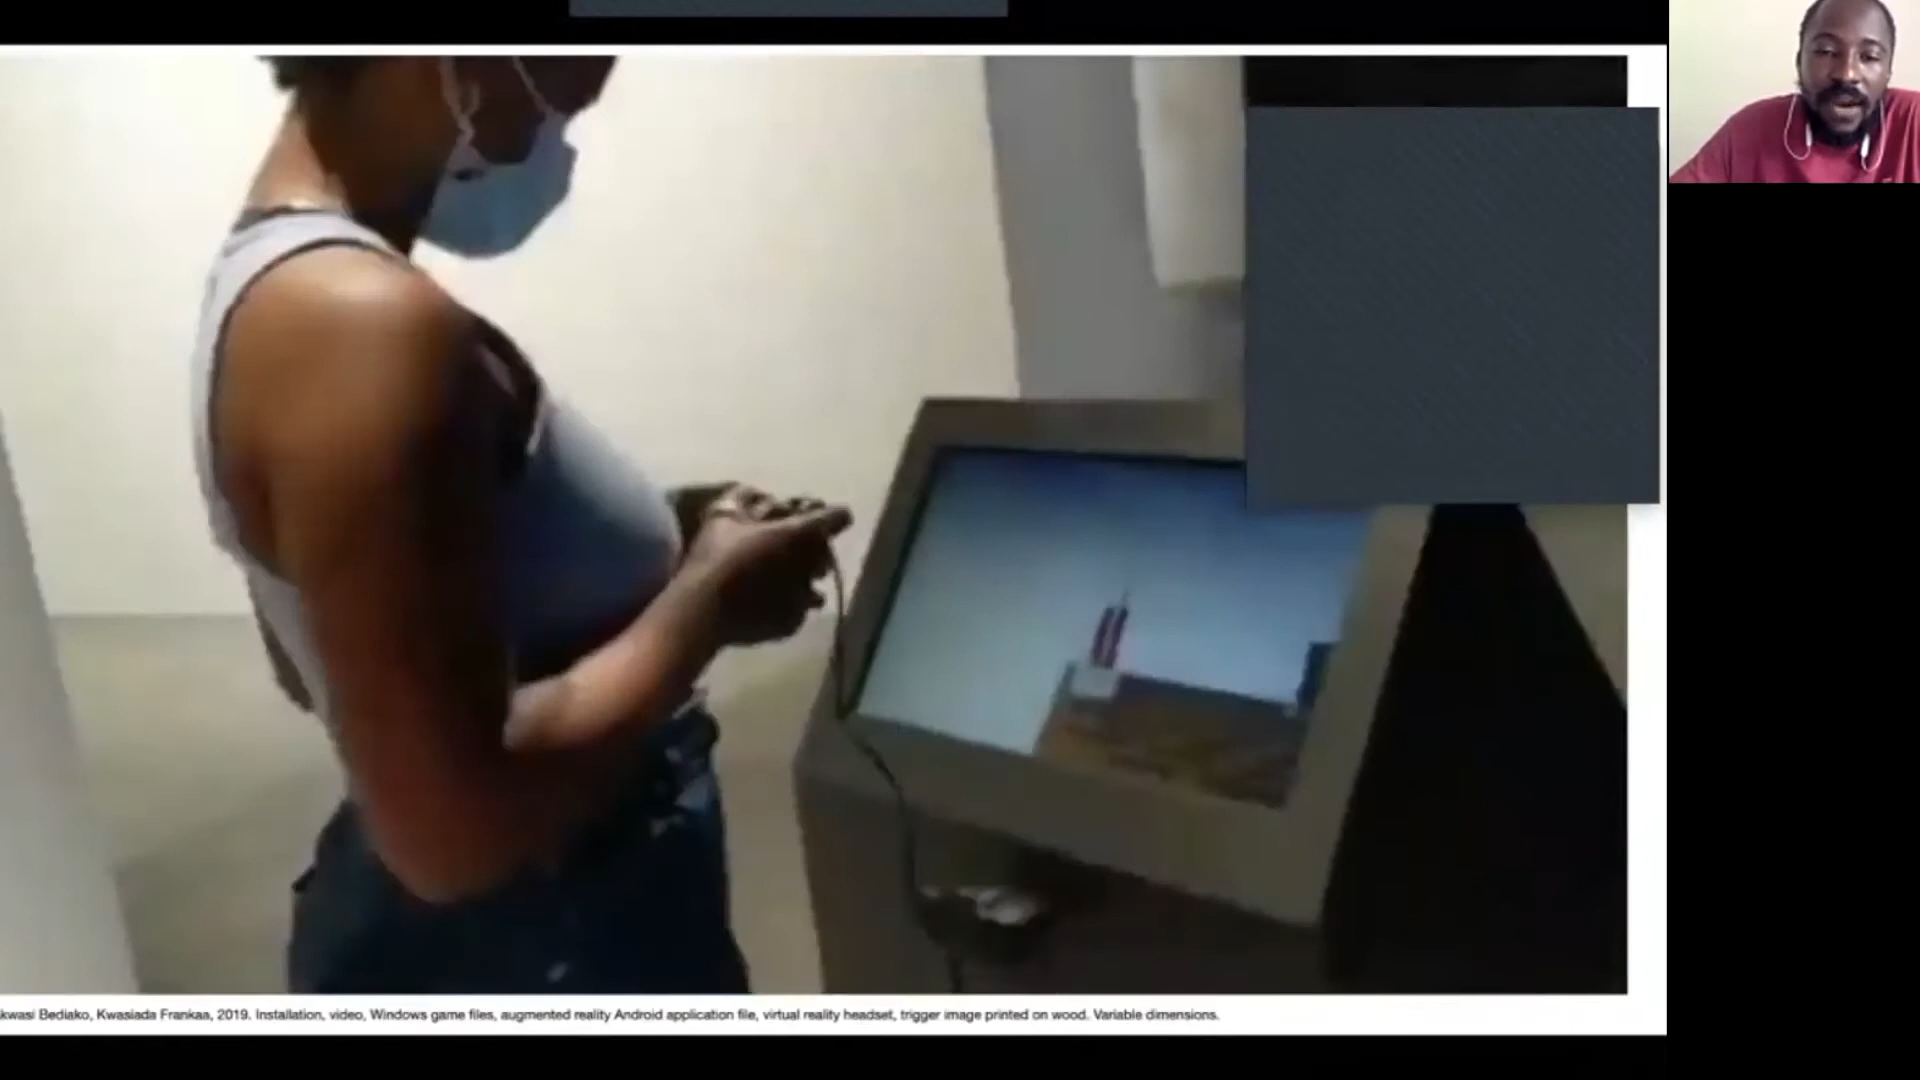 kwasi Bediako, Kwasiada Frankaa, 2019. Installation, video, Windows game files, augmented reality Android application file, virtual reality headset, trigger image printed on wood. Variable dimensions.